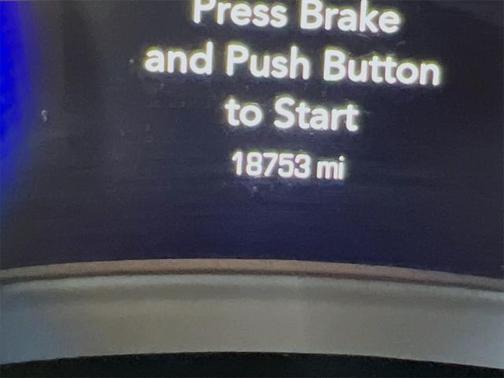 Press Brake
and Push Button
to Start
18753 mi